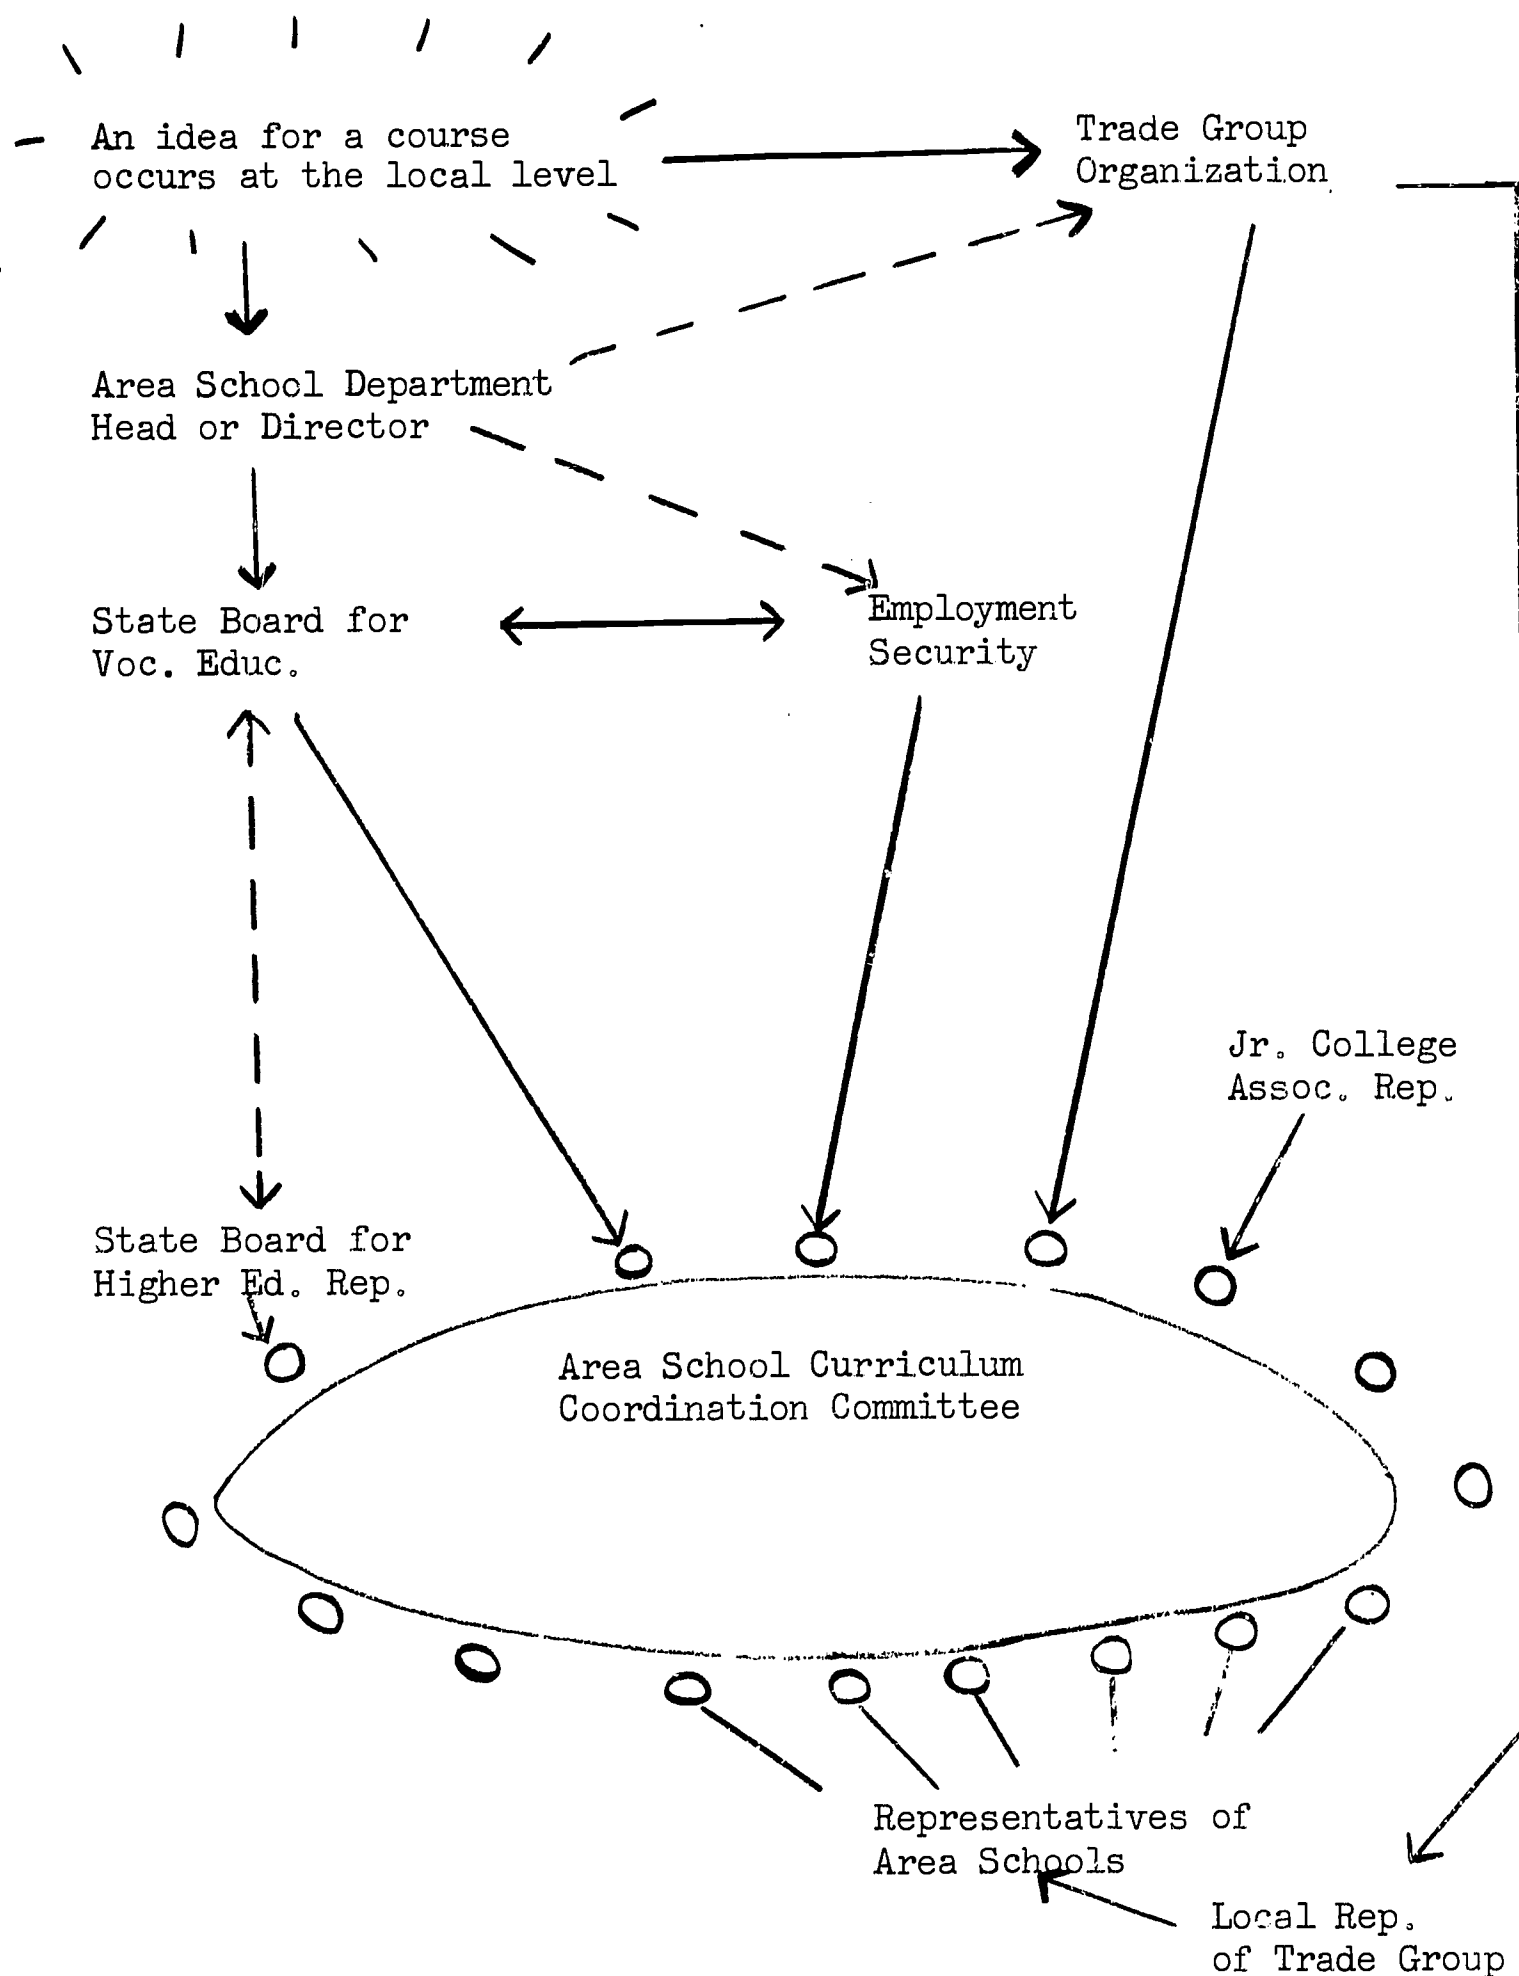 An idea for a course
occurs at the local level
Trade Group
Organization
Area School Department
Head or Director
State Board for
Voc. Educ.
Employment
Security
Jr. College
Assoc. Rep.
State Board for
Higher Ed. Rep.
Area School Curriculum
Coordination Committee
Representatives of
Area Schools
Local Rep.
of Trade Group